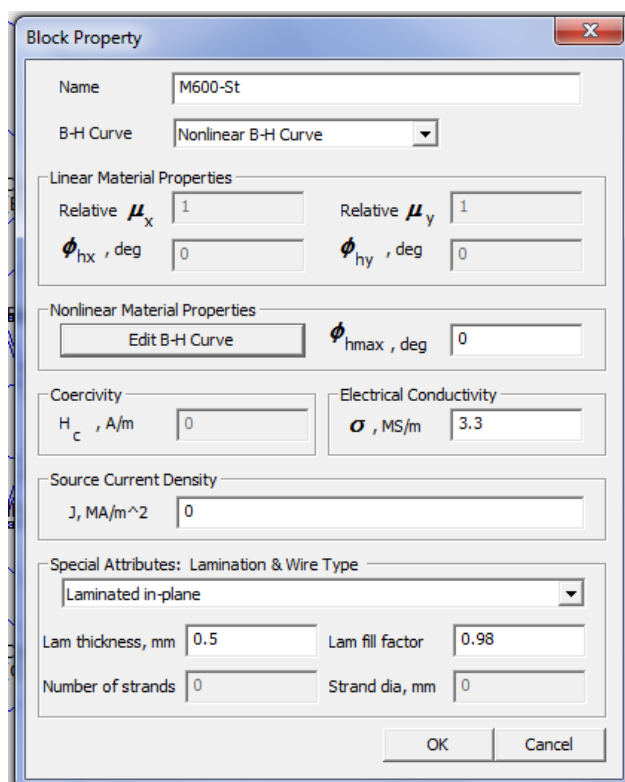 Block Property
Name M600-St
B-H Curve Nonlinear B-H Curve
Linear Material Properties
Relative μx 1 Relative μy 1
ϕhx , deg 0 ϕhy , deg 0
Nonlinear Material Properties
Edit B-H Curve ϕhmax , deg 0
Coercivity Electrical Conductivity
Hc , A/m 0 σ , MS/m 3.3
Source Current Density
J, MA/m^2 0
Special Attributes: Lamination & Wire Type
Laminated in-plane
Lam thickness, mm 0.5 Lam fill factor 0.98
Number of strands 0 Strand dia, mm 0
OK Cancel